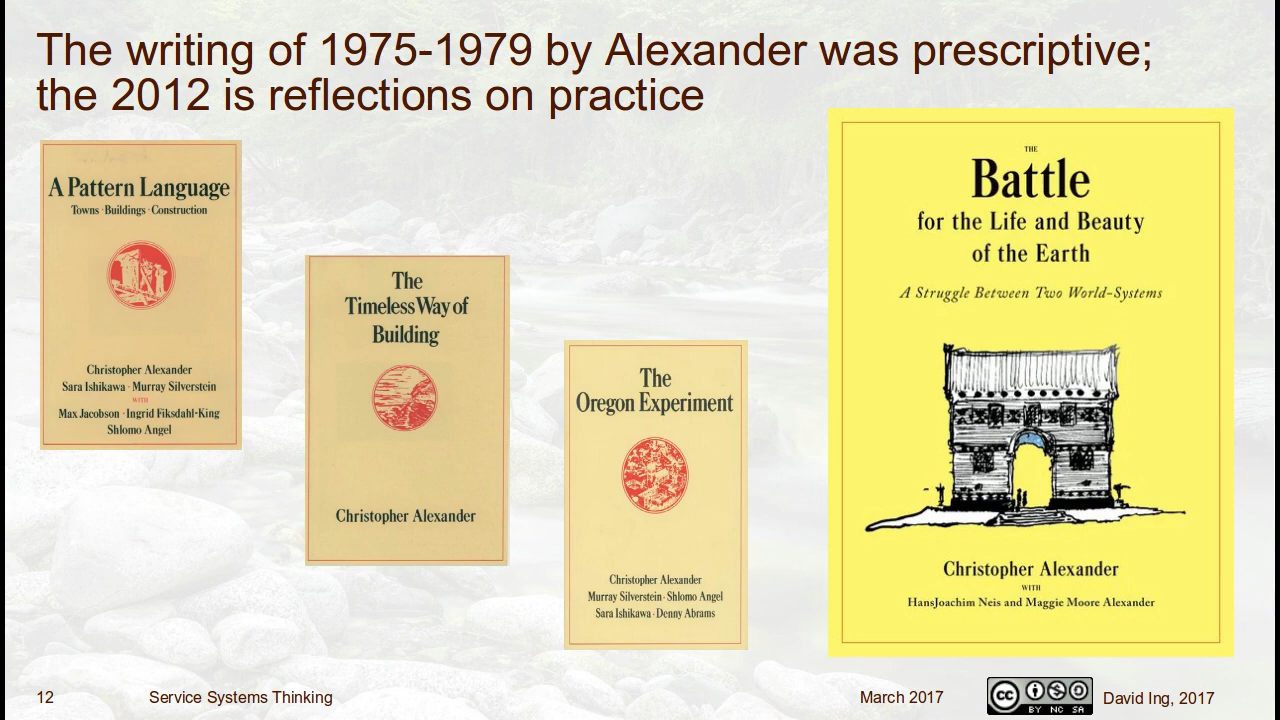 The writing of 1975-1979 by Alexander was prescriptive;
the 2012 is reflections on practice
A Pattern Language
Towns · Buildings · Construction
Christopher Alexander
Sara Ishikawa · Murray Silverstein
WITH
Max Jacobson · Ingrid Fiksdahl-King
Shlomo Angel
The
Timeless Way of
Building
Christopher Alexander
The
Oregon Experiment
Christopher Alexander
Murray Silverstein · Shlomo Angel
Sara Ishikawa · Denny Abrams
THE
Battle
for the Life and Beauty
of the Earth
A Struggle Between Two World-Systems
Christopher Alexander
WITH
HansJoachim Neis and Maggie Moore Alexander
12
Service Systems Thinking
March 2017
cc
BY NC SA
David Ing, 2017